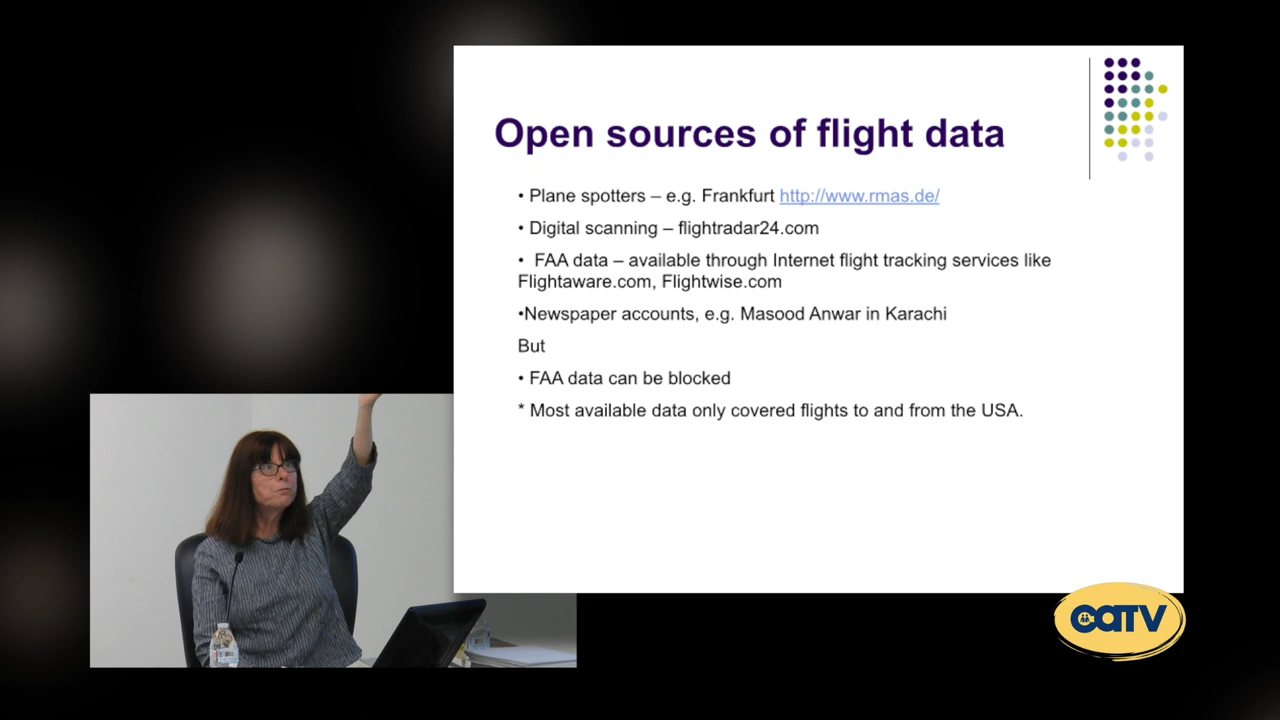 Open sources of flight data
• Plane spotters – e.g. Frankfurt http://www.rmas.de/
• Digital scanning – flightradar24.com
• FAA data – available through Internet flight tracking services like
Flightaware.com, Flightwise.com
•Newspaper accounts, e.g. Masood Anwar in Karachi
But
• FAA data can be blocked
* Most available data only covered flights to and from the USA.
CATV